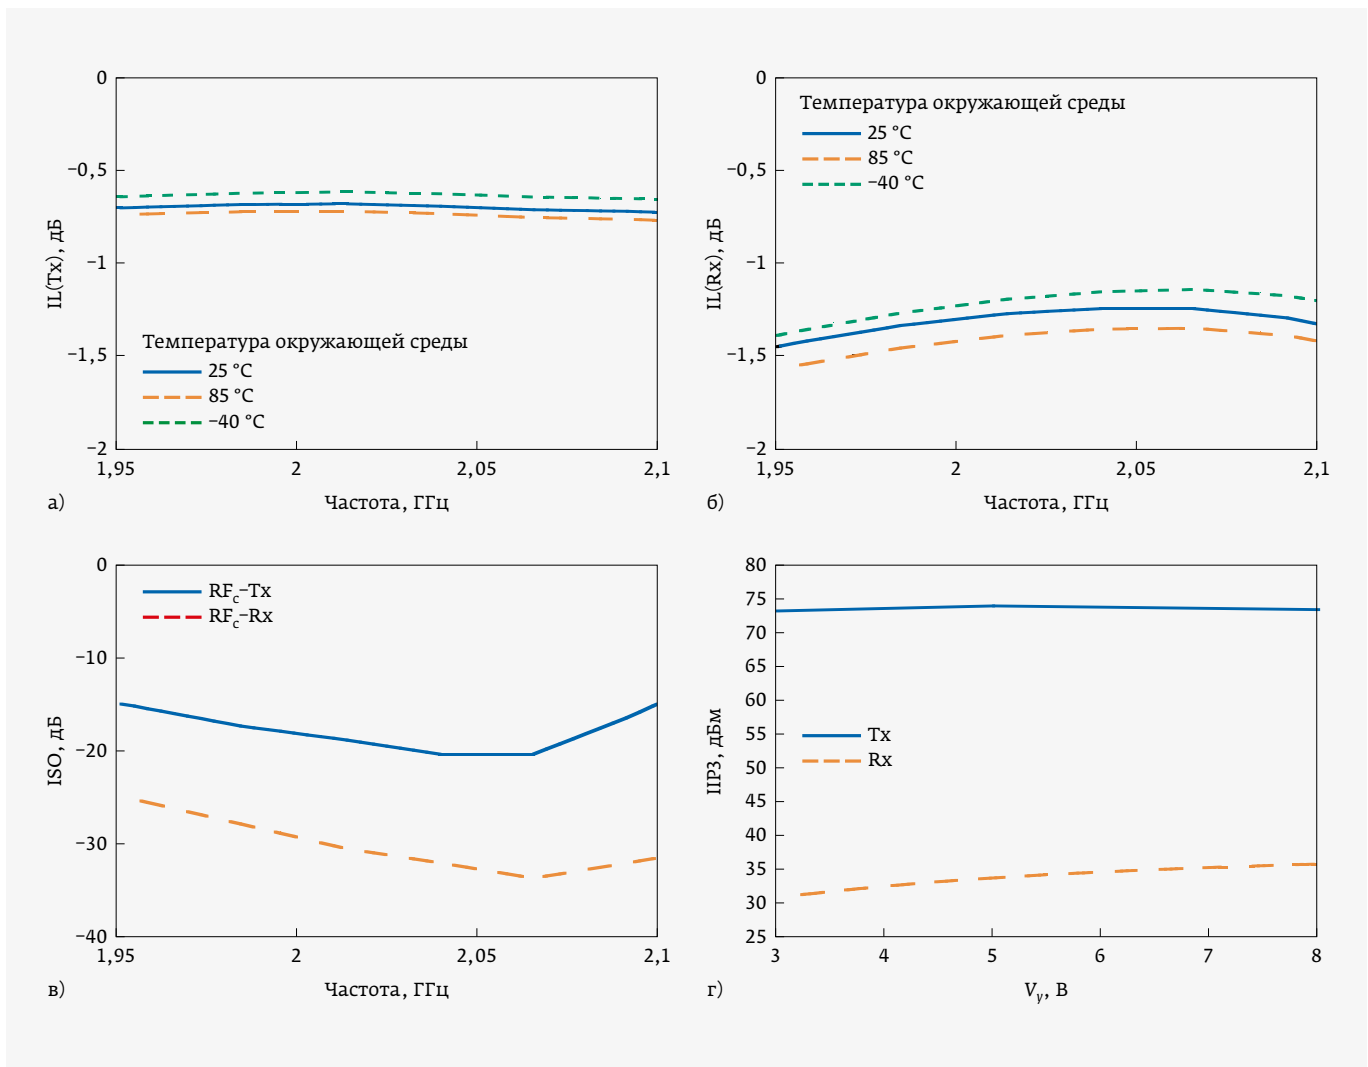 0
−0,5
−1
−1,5
−2
IL(Tx), дБ
Температура окружающей среды
25 °C
85 °C
−40 °C
1,95 2 2,05 2,1
а) Частота, ГГц
0
−0,5
−1
−1,5
−2
IL(Rx), дБ
Температура окружающей среды
25 °C
85 °C
−40 °C
1,95 2 2,05 2,1
б) Частота, ГГц
0
−10
−20
−30
−40
ISO, дБ
RFc−Tx
RFc−Rx
1,95 2 2,05 2,1
в) Частота, ГГц
80
75
70
65
60
55
50
45
40
35
30
25
IIP3, дБм
Tx
Rx
3 4 5 6 7 8
г) Vy, В